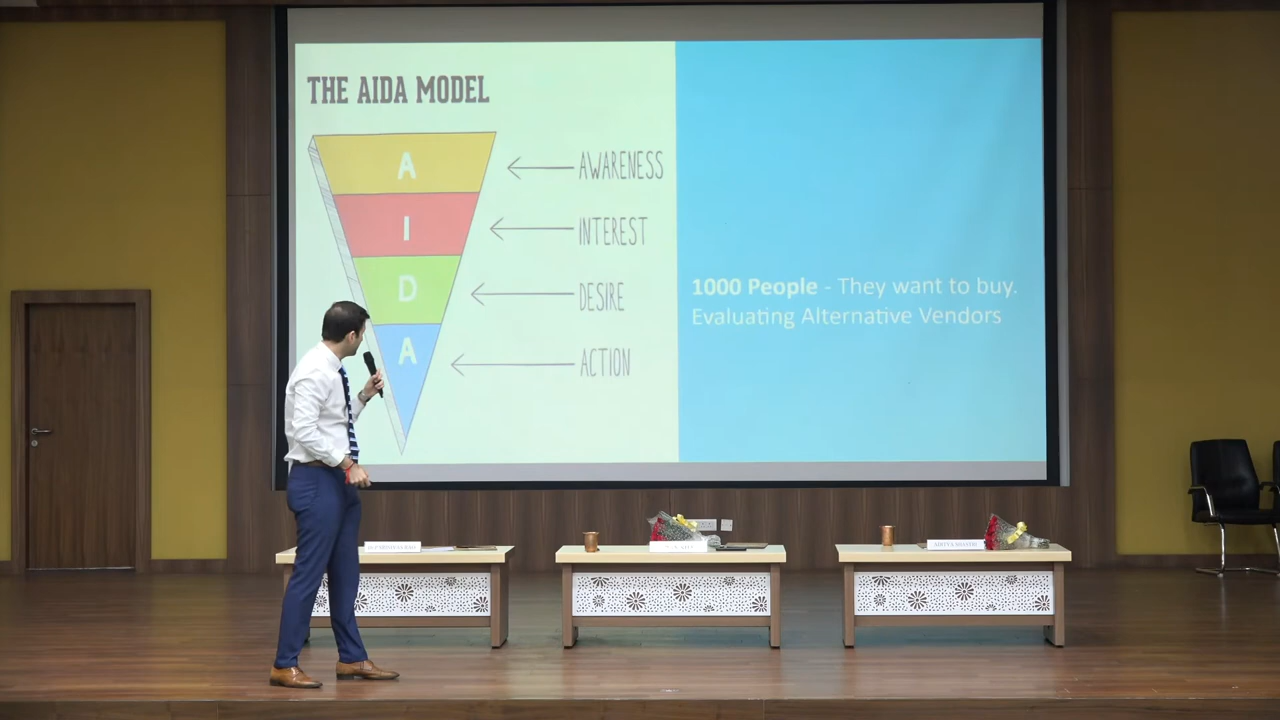 THE AIDA MODEL
A
AWARENESS
I
INTEREST
D
DESIRE
A
ACTION
1000 People - They want to buy.
Evaluating Alternative Vendors